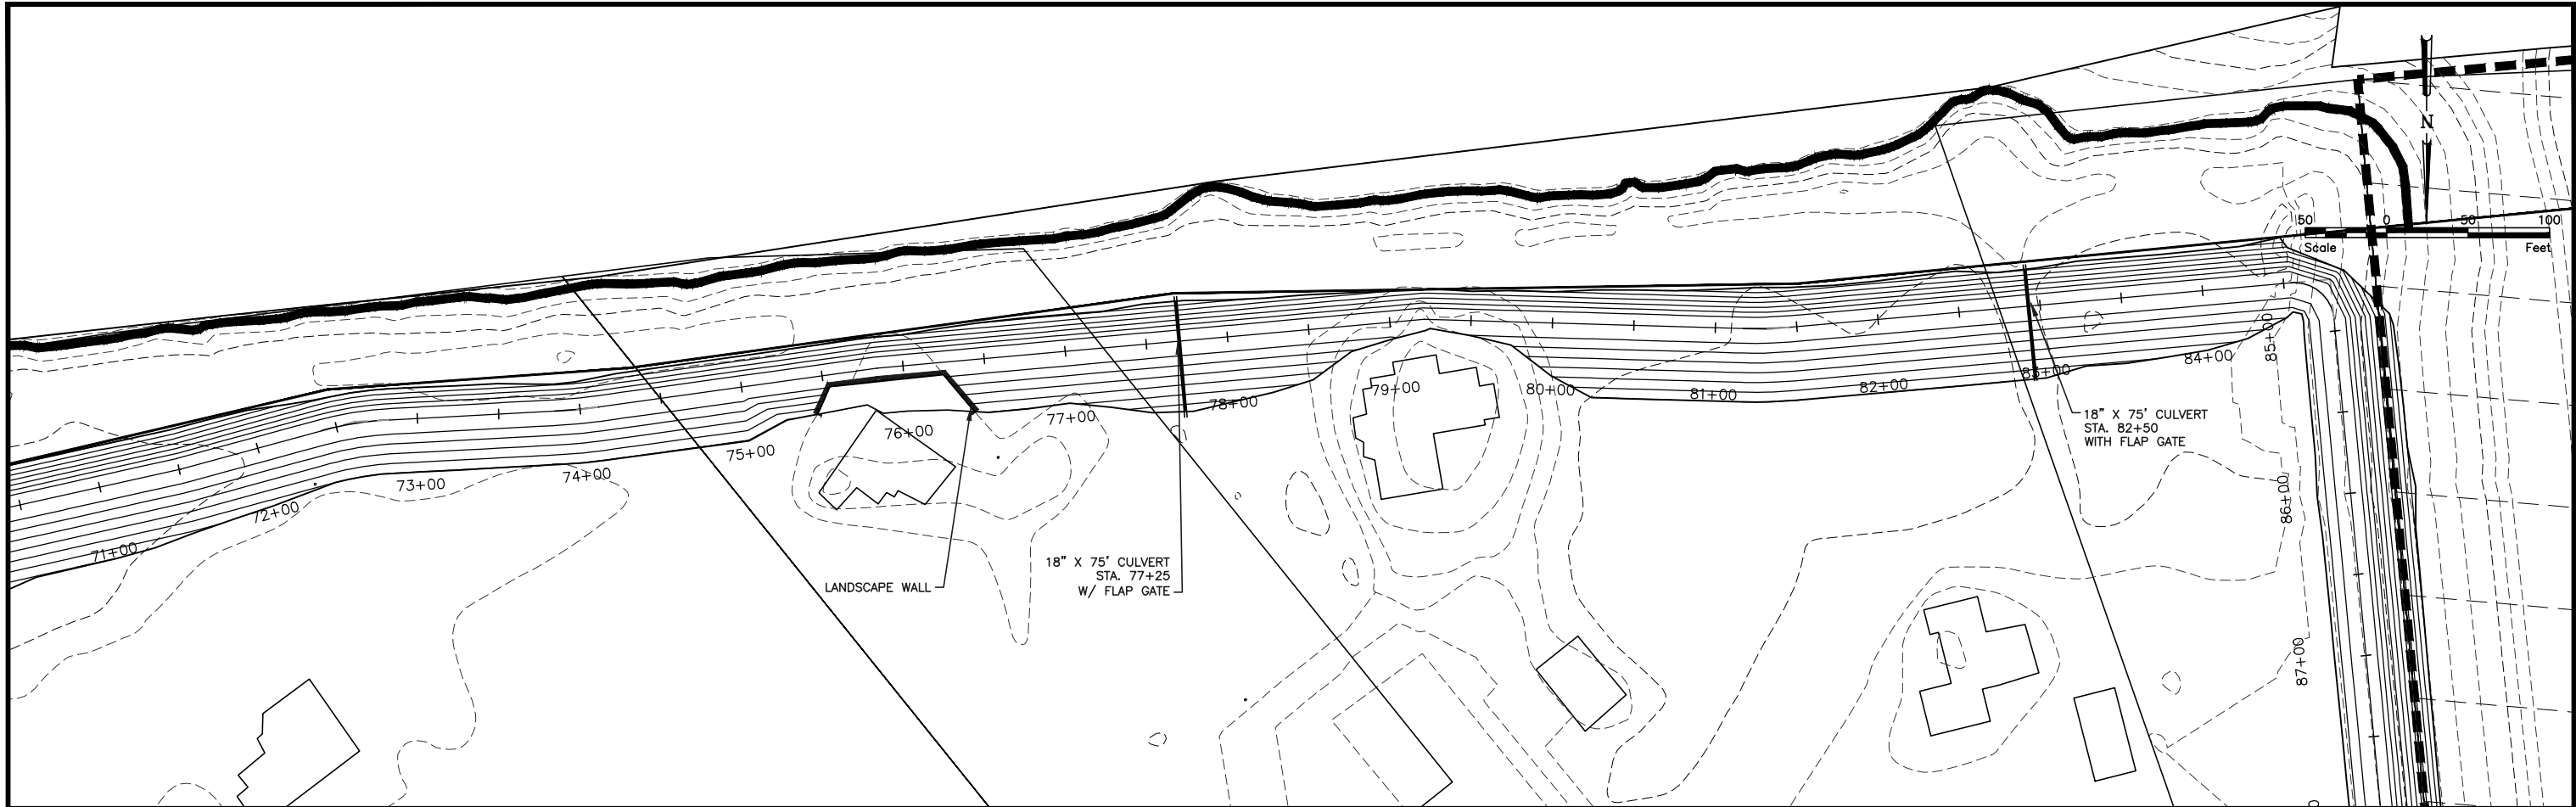 N
50 0 50 100
Scale Feet
71+00
72+00
73+00
74+00
75+00
76+00
77+00
78+00
79+00
80+00
81+00
82+00
83+00
84+00
85+00
86+00
87+00
LANDSCAPE WALL
18" X 75' CULVERT
STA. 77+25
W/ FLAP GATE
18" X 75' CULVERT
STA. 82+50
WITH FLAP GATE